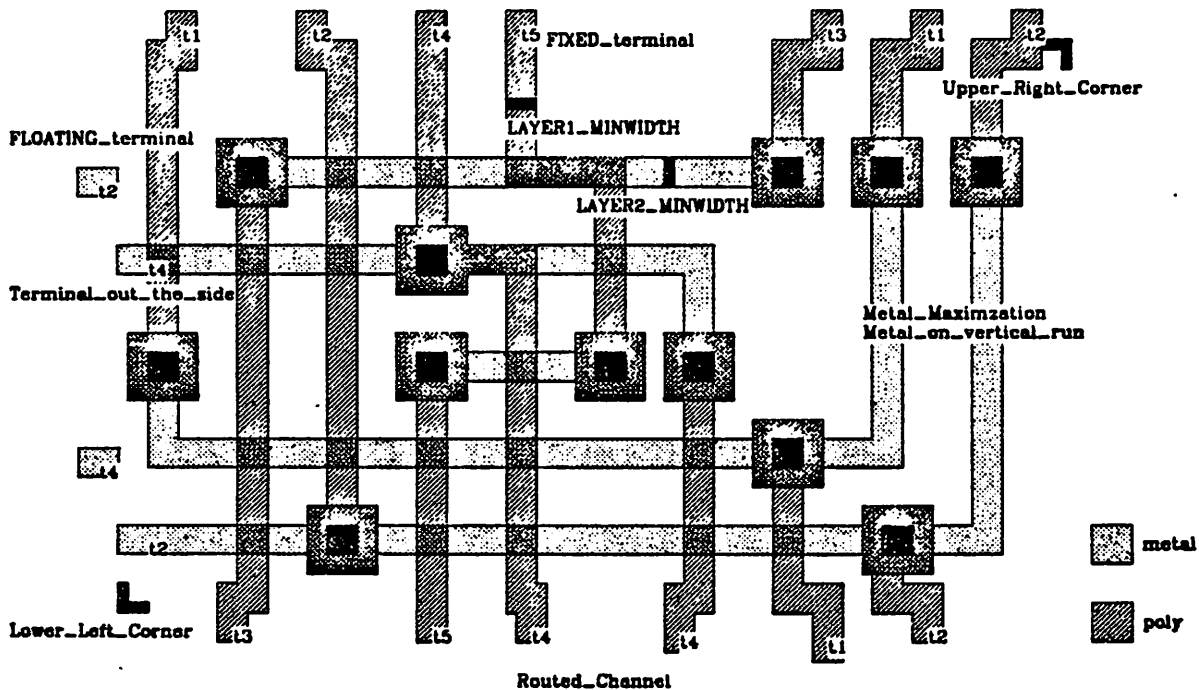 t1
t2
t4
t5
FIXED_terminal
t3
t1
t2
Upper_Right_Corner
FLOATING_terminal
LAYER1_MINWIDTH
t2
LAYER2_MINWIDTH
t4
Terminal_out_the_side
Metal_Maximzation
Metal_on_vertical_run
t4
t2
metal
Lower_Left_Corner
t3
t5
t4
t4
t1
t2
poly
Routed_Channel